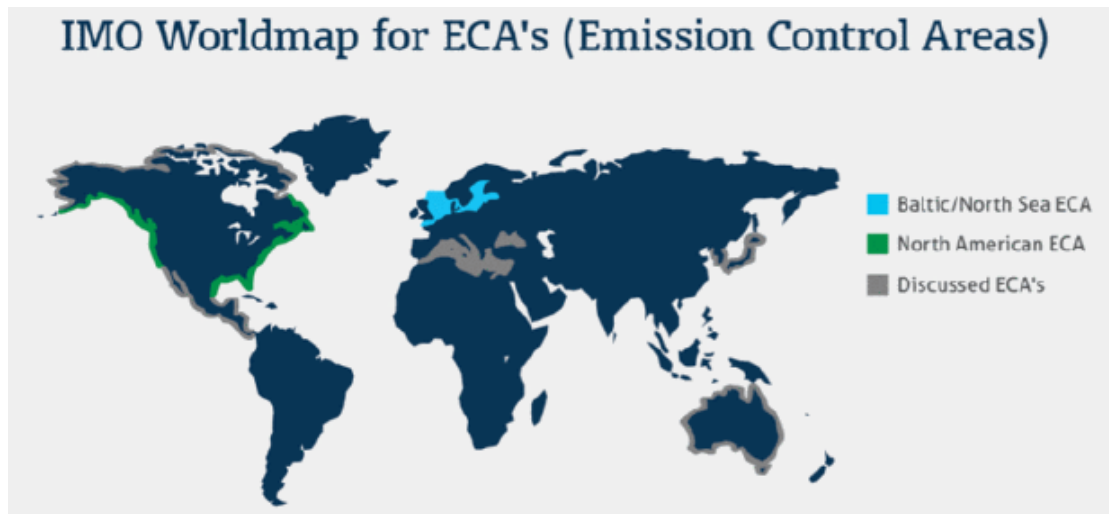 IMO Worldmap for ECA's (Emission Control Areas)
Baltic/North Sea ECA
North American ECA
Discussed ECA's